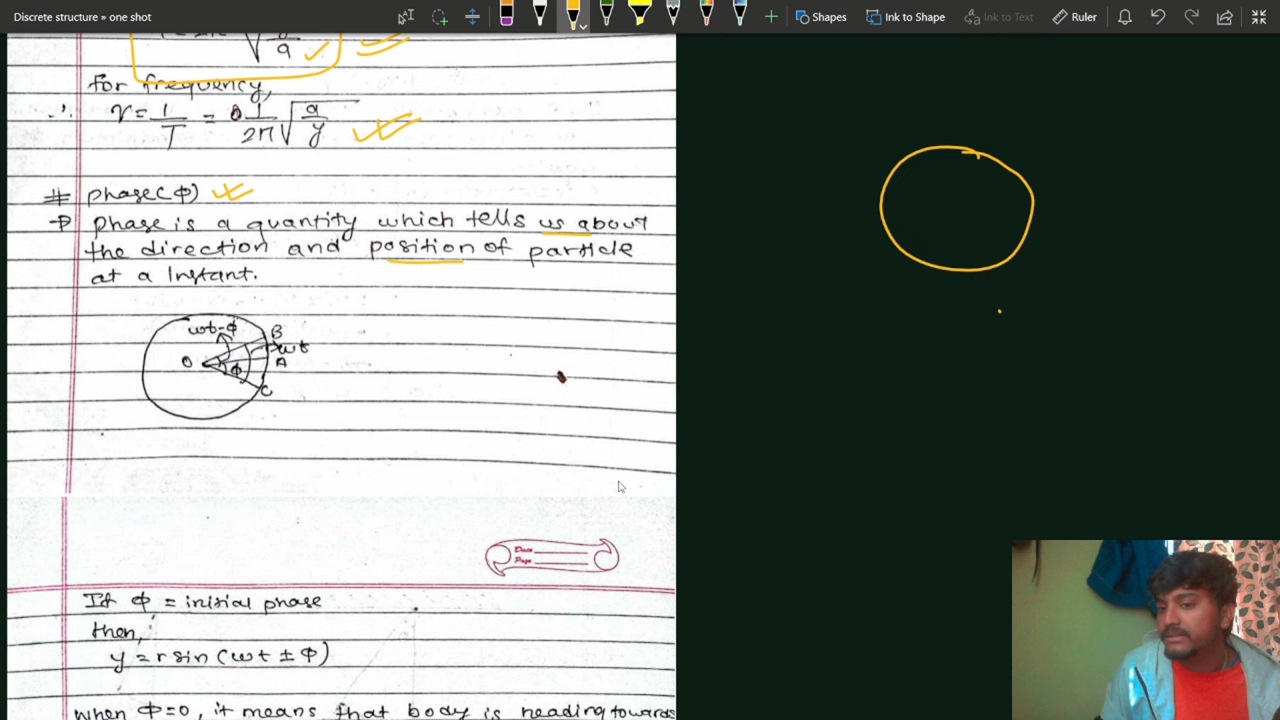 Discrete structure » one shot
Shapes
Ink to Shape
Ink to Text
Ruler
a
for frequency,
∴ γ = 1/T = 1/2π √a/y
# phase(Φ)
→ phase is a quantity which tells us about
the direction and position of particle
at a Instant.
ωt-Φ
B
ωt
O
A
Φ
C
Date
Page
If Φ = initial phase
then,
y = r sin (ωt ± Φ)
When Φ=0, it means that body is heading towards